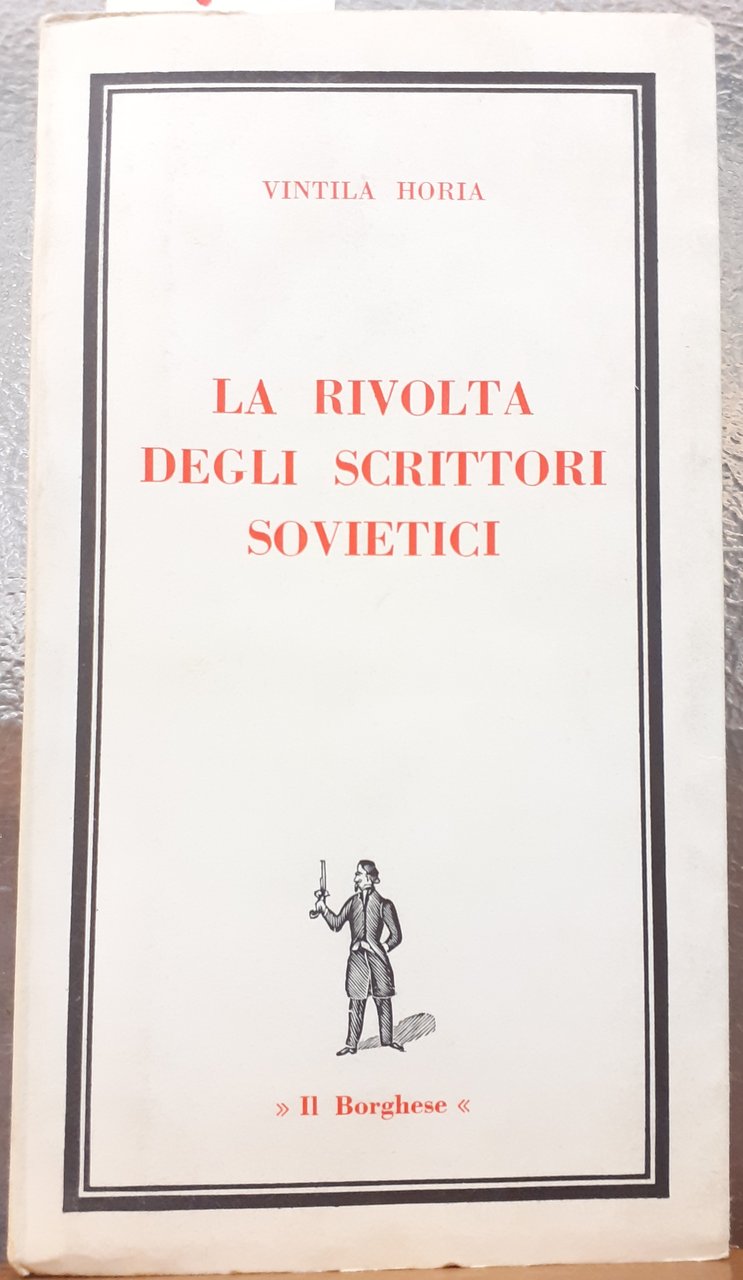 VINTILA HORIA
LA RIVOLTA
DEGLI SCRITTORI
SOVIETICI
» Il Borghese «